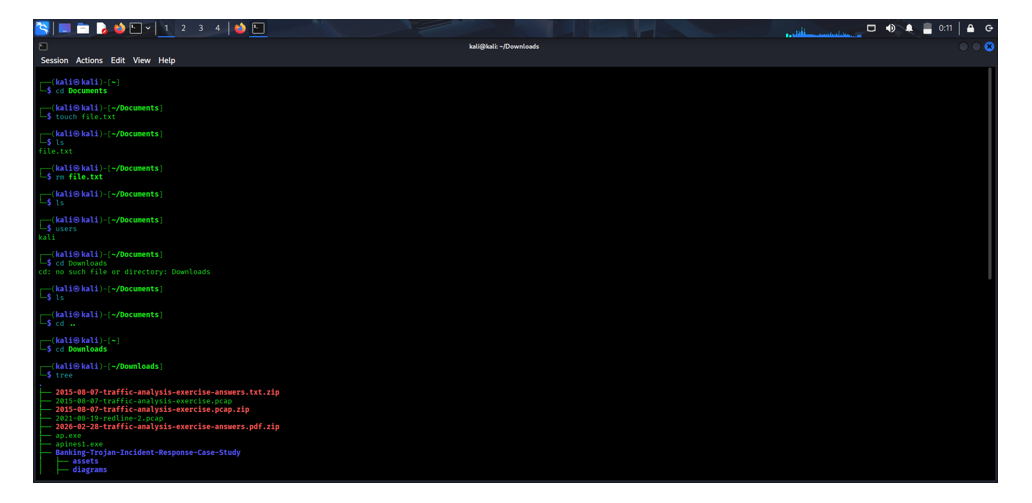 1 2 3 4 0:11
kali@kali: ~/Downloads
Session Actions Edit View Help
┌──(kali㉿kali)-[~]
└─$ cd Documents
┌──(kali㉿kali)-[~/Documents]
└─$ touch file.txt
┌──(kali㉿kali)-[~/Documents]
└─$ ls
file.txt
┌──(kali㉿kali)-[~/Documents]
└─$ rm file.txt
┌──(kali㉿kali)-[~/Documents]
└─$ ls
┌──(kali㉿kali)-[~/Documents]
└─$ users
kali
┌──(kali㉿kali)-[~/Documents]
└─$ cd Downloads
cd: no such file or directory: Downloads
┌──(kali㉿kali)-[~/Documents]
└─$ ls
┌──(kali㉿kali)-[~/Documents]
└─$ cd ..
┌──(kali㉿kali)-[~]
└─$ cd Downloads
┌──(kali㉿kali)-[~/Downloads]
└─$ tree
.
├── 2015-08-07-traffic-analysis-exercise-answers.txt.zip
├── 2015-08-07-traffic-analysis-exercise.pcap
├── 2015-08-07-traffic-analysis-exercise.pcap.zip
├── 2021-08-19-redline-2.pcap
├── 2026-02-28-traffic-analysis-exercise-answers.pdf.zip
├── ap.exe
├── apines1.exe
├── Banking-Trojan-Incident-Response-Case-Study
│   ├── assets
│   ├── diagrams